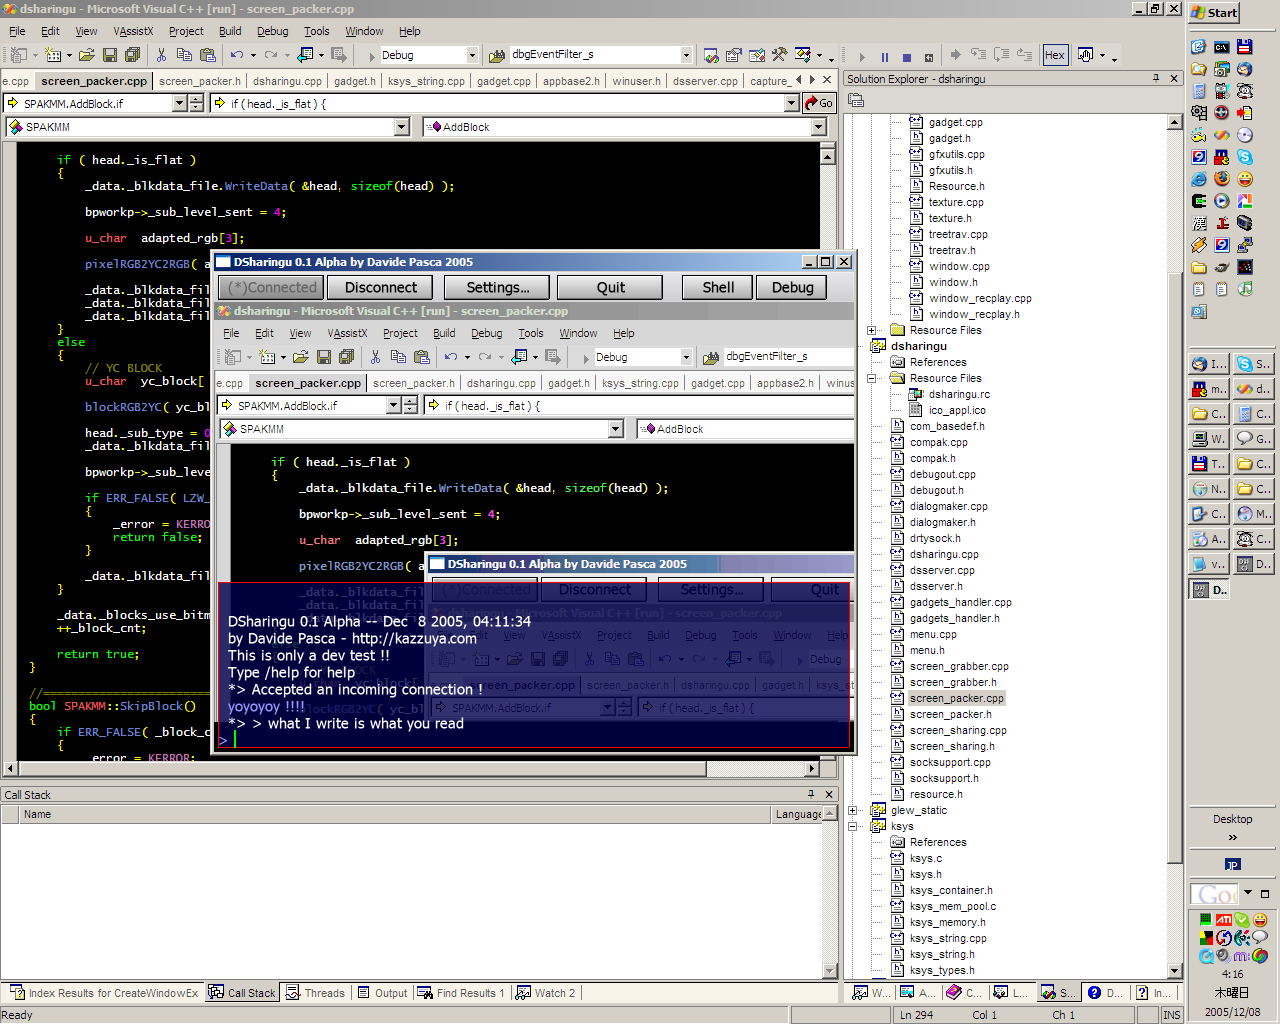 dsharingu - Microsoft Visual C++ [run] - screen_packer.cpp
File Edit View VAssistX Project Build Debug Tools Window Help
Debug dbgEventFilter_s Hex
e.cpp screen_packer.cpp screen_packer.h dsharingu.cpp gadget.h ksys_string.cpp gadget.cpp appbase2.h winuser.h dsserver.cpp capture_
SPAKMM.AddBlock.if if ( head._is_flat ) { Go
SPAKMM AddBlock
if ( head._is_flat )
{
_data._blkdata_file.WriteData( &head, sizeof(head) );
bpworkp->_sub_level_sent = 4;
u_char adapted_rgb[3];
pixelRGB2YC2RGB( a
_data._blkdata_fil
_data._blkdata_fil
_data._blkdata_fil
}
else
{
// YC BLOCK
u_char yc_block[
blockRGB2YC( yc_bl
head._sub_type = 0
_data._blkdata_fil
bpworkp->_sub_leve
if ERR_FALSE( LZW_
{
_error = KERRO
return false;
}
_data._blkdata_fil
}
_data._blocks_use_bitm
++_block_cnt;
return true;
}
//==========================
bool SPAKMM::SkipBlock()
{
if ERR_FALSE( _block_c
{
error = KERROR;
DSharingu 0.1 Alpha by Davide Pasca 2005
(*)Connected Disconnect Settings... Quit Shell Debug
dsharingu - Microsoft Visual C++ [run] - screen_packer.cpp
File Edit View VAssistX Project Build Debug Tools Window Help
Debug dbgEventFilter_s
e.cpp screen_packer.cpp screen_packer.h dsharingu.cpp gadget.h ksys_string.cpp gadget.cpp appbase2.h winus
SPAKMM.AddBlock.if if ( head._is_flat ) {
SPAKMM AddBlock
if ( head._is_flat )
{
_data._blkdata_file.WriteData( &head, sizeof(head) );
bpworkp->_sub_level_sent = 4;
u_char adapted_rgb[3];
pixelRGB2YC2RGB( a
DSharingu 0.1 Alpha by Davide Pasca 2005
(*)Connected Disconnect Settings... Quit
DSharingu 0.1 Alpha -- Dec 8 2005, 04:11:34
by Davide Pasca - http://kazzuya.com
This is only a dev test !!
Type /help for help
*> Accepted an incoming connection !
yoyoyoy !!!!
*> > what I write is what you read
>
Call Stack
Name Language
Index Results for CreateWindowEx Call Stack Threads Output Find Results 1 Watch 2
Ready Ln 294 Col 1 Ch 1 INS
Solution Explorer - dsharingu
gadget.cpp
gadget.h
gfxutils.cpp
gfxutils.h
Resource.h
texture.cpp
texture.h
treetrav.cpp
treetrav.h
window.cpp
window.h
window_recplay.cpp
window_recplay.h
Resource Files
dsharingu
References
Resource Files
dsharingu.rc
ico_appl.ico
com_basedef.h
compak.cpp
compak.h
debugout.cpp
debugout.h
dialogmaker.cpp
dialogmaker.h
drtysock.h
dsharingu.cpp
dsserver.cpp
dsserver.h
gadgets_handler.cpp
gadgets_handler.h
menu.cpp
menu.h
screen_grabber.cpp
screen_grabber.h
screen_packer.cpp
screen_packer.h
screen_sharing.cpp
screen_sharing.h
socksupport.cpp
socksupport.h
resource.h
glew_static
ksys
References
ksys.c
ksys.h
ksys_container.h
ksys_mem_pool.c
ksys_memory.h
ksys_string.cpp
ksys_string.h
ksys_types.h
W... A... C... L... S... D... In...
Start
漢
I... S...
m... d...
C... C...
W... G...
T... C...
N... C...
C... M...
A... C...
v... D...
D...
Desktop
»
JP
Go
ATI
4:16
木曜日
2005/12/08